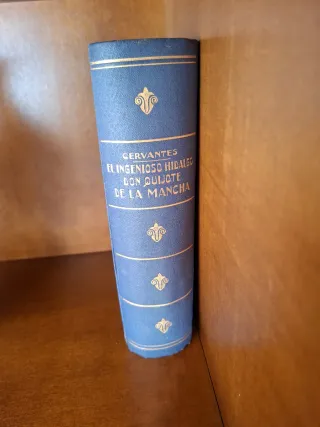 CERVANTES
EL INGENIOSO HIDALGO
DON QUIJOTE
DE LA MANCHA